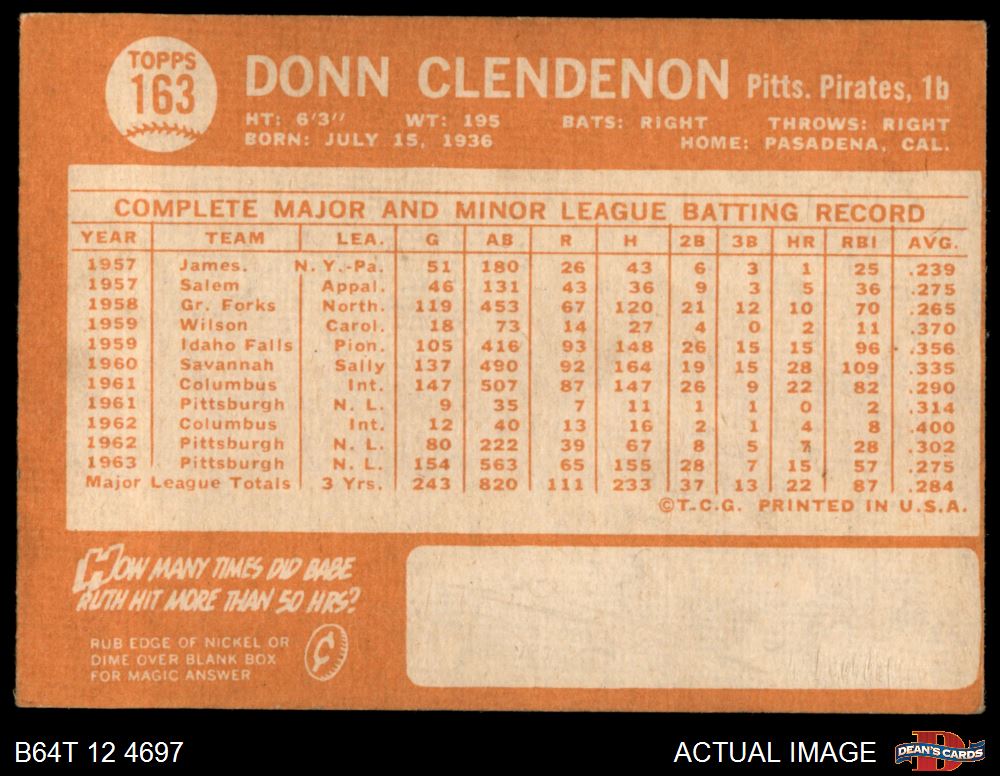 TOPPS
163
DONN CLENDENON Pitts. Pirates, 1b
HT: 6'3" WT: 195 BATS: RIGHT THROWS: RIGHT
BORN: JULY 15, 1936 HOME: PASADENA, CAL.
COMPLETE MAJOR AND MINOR LEAGUE BATTING RECORD
YEAR TEAM LEA. G AB R H 2B 3B HR RBI AVG.
1957 James. N. Y.-Pa. 51 180 26 43 6 3 1 25 .239
1957 Salem Appal. 46 131 43 36 9 3 5 36 .275
1958 Gr. Forks North. 119 453 67 120 21 12 10 70 .265
1959 Wilson Carol. 18 73 14 27 4 0 2 11 .370
1959 Idaho Falls Pion. 105 416 93 148 26 15 15 96 .356
1960 Savannah Sally 137 490 92 164 19 15 28 109 .335
1961 Columbus Int. 147 507 87 147 26 9 22 82 .290
1961 Pittsburgh N. L. 9 35 7 11 1 1 0 2 .314
1962 Columbus Int. 12 40 13 16 2 1 4 8 .400
1962 Pittsburgh N. L. 80 222 39 67 8 5 7 28 .302
1963 Pittsburgh N. L. 154 563 65 155 28 7 15 57 .275
Major League Totals 3 Yrs. 243 820 111 233 37 13 22 87 .284
©T.C.G. PRINTED IN U.S.A.
HOW MANY TIMES DID BABE
RUTH HIT MORE THAN 50 HRS?
RUB EDGE OF NICKEL OR
DIME OVER BLANK BOX
FOR MAGIC ANSWER
¢
B64T 12 4697 ACTUAL IMAGE DEAN'S CARDS